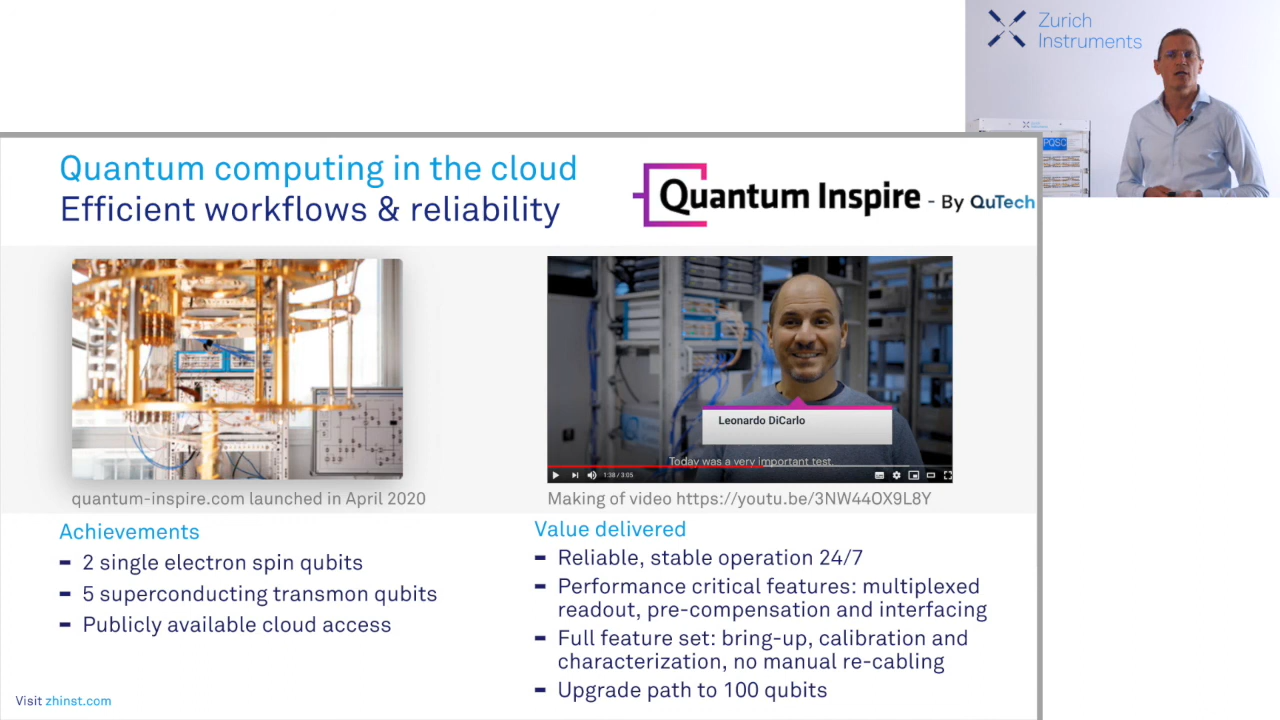 Zurich
Instruments
PQSC
Quantum computing in the cloud
Efficient workflows & reliability
Quantum Inspire - By QuTech
Leonardo DiCarlo
Today was a very important test.
1:38 / 3:05
quantum-inspire.com launched in April 2020
Making of video https://youtu.be/3NW44OX9L8Y
Achievements
- 2 single electron spin qubits
- 5 superconducting transmon qubits
- Publicly available cloud access
Value delivered
- Reliable, stable operation 24/7
- Performance critical features: multiplexed
readout, pre-compensation and interfacing
- Full feature set: bring-up, calibration and
characterization, no manual re-cabling
- Upgrade path to 100 qubits
Visit zhinst.com